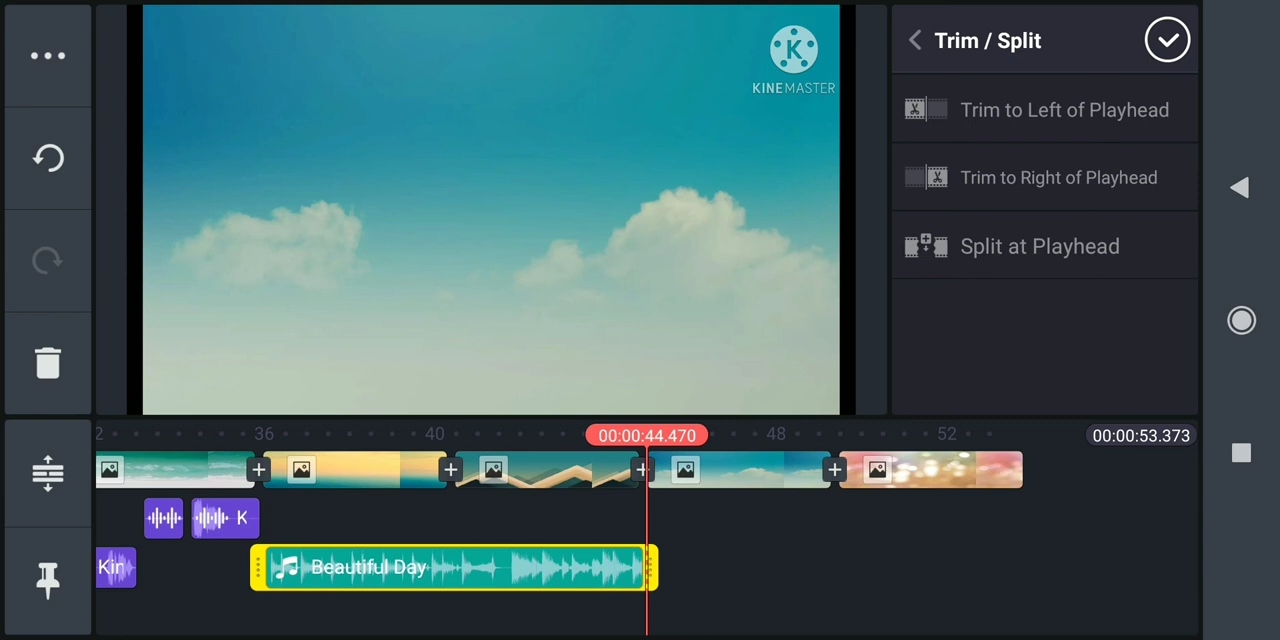 K
KINEMASTER
Trim / Split
Trim to Left of Playhead
Trim to Right of Playhead
Split at Playhead
2 36 40 00:00:44.470 48 52 00:00:53.373
K
Kin
Beautiful Day